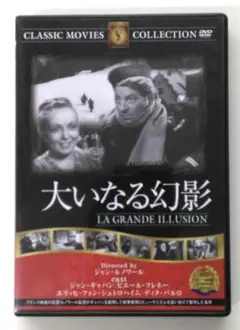 CLASSIC MOVIES COLLECTION
DVD
大いなる幻影
LA GRANDE ILLUSION
Directed by
ジャン・ルノワール
CAST
ジャン・ギャバン/ピエール・フレネー
エリッヒ・フォン・シュトロハイム/ディタ・パルロ